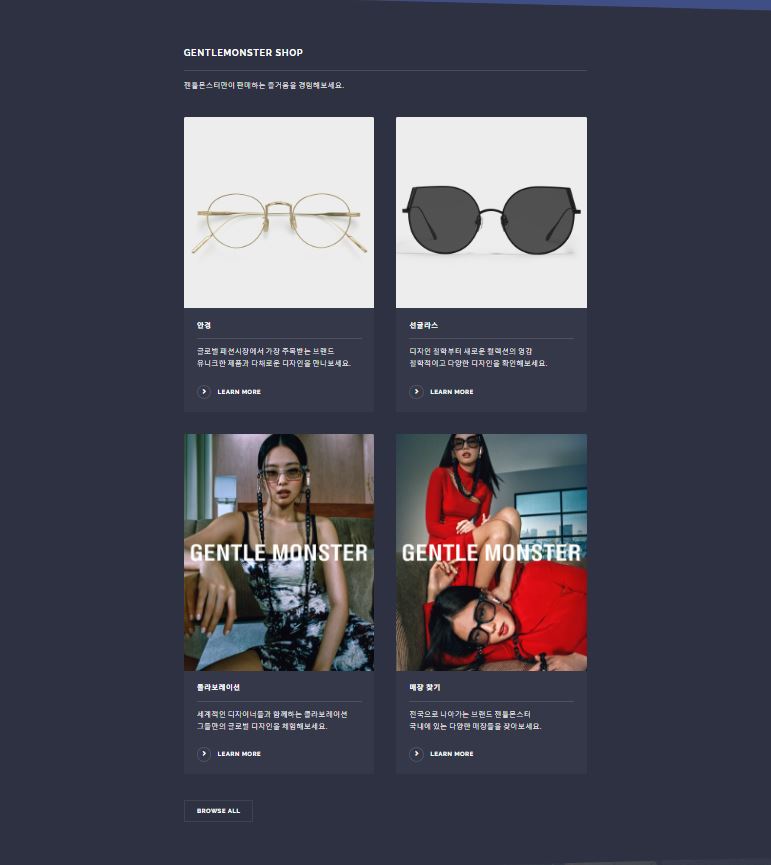 GENTLEMONSTER SHOP
젠틀몬스터만이 판매하는 즐거움을 경험해보세요.
안경
글로벌 패션시장에서 가장 주목받는 브랜드
유니크한 제품과 다채로운 디자인을 만나보세요.
LEARN MORE
선글라스
디자인 철학부터 새로운 컬렉션의 영감
철학적이고 다양한 디자인을 확인해보세요.
LEARN MORE
GENTLE MONSTER
콜라보레이션
세계적인 디자이너들과 함께하는 콜라보레이션
그들만의 글로벌 디자인을 체험해보세요.
LEARN MORE
GENTLE MONSTER
매장 찾기
전국으로 나아가는 브랜드 젠틀몬스터
국내에 있는 다양한 매장들을 찾아보세요.
LEARN MORE
BROWSE ALL